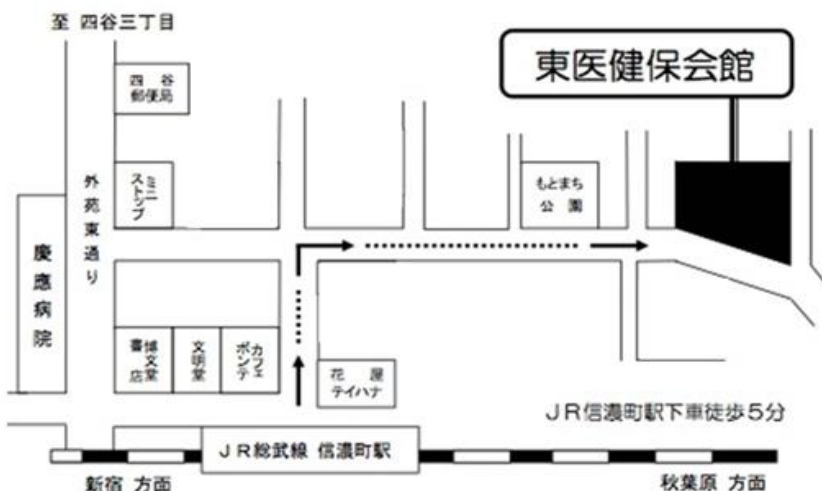 至 四谷三丁目
東医健保会館
四谷
郵便局
ミニ
ストップ
もとまち
公園
外苑東通り
慶應病院
博文堂
書店
文明堂
カフェ
ポンテ
花屋
テイハナ
JR信濃町駅下車徒歩5分
JR総武線 信濃町駅
新宿 方面
秋葉原 方面